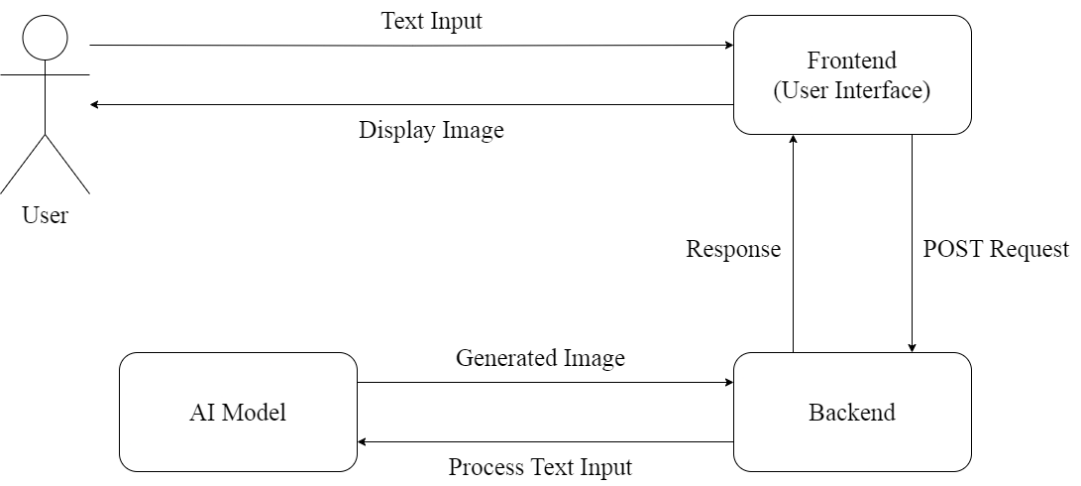 Text Input
Frontend
(User Interface)
Display Image
User
Response
POST Request
Generated Image
AI Model
Backend
Process Text Input